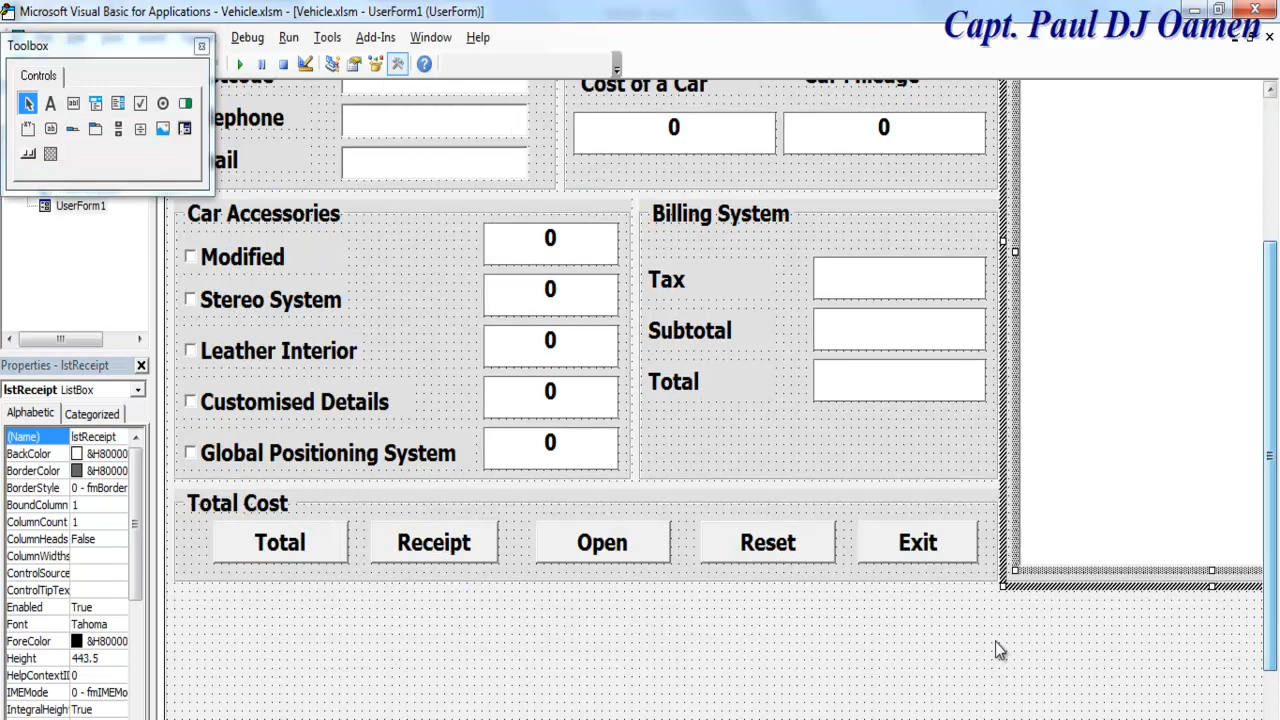 Microsoft Visual Basic for Applications - Vehicle.xlsm - [Vehicle.xlsm - UserForm1 (UserForm)]
Capt. Paul DJ Oamen
Debug Run Tools Add-Ins Window Help
Toolbox
Controls
UserForm1
Properties - lstReceipt
lstReceipt ListBox
Alphabetic Categorized
(Name) lstReceipt
BackColor &H80000
BorderColor &H80000
BorderStyle 0 - fmBorder
BoundColumn 1
ColumnCount 1
ColumnHeads False
ColumnWidths
ControlSource
ControlTipTex
Enabled True
Font Tahoma
ForeColor &H80000
Height 443.5
HelpContextI 0
IMEMode 0 - fmIMEMo
IntegralHeigh True
Cost of a Car
Car Mileage
ephone
0 0
ail
Car Accessories
Modified 0
Stereo System 0
Leather Interior 0
Customised Details 0
Global Positioning System 0
Billing System
Tax
Subtotal
Total
Total Cost
Total Receipt Open Reset Exit